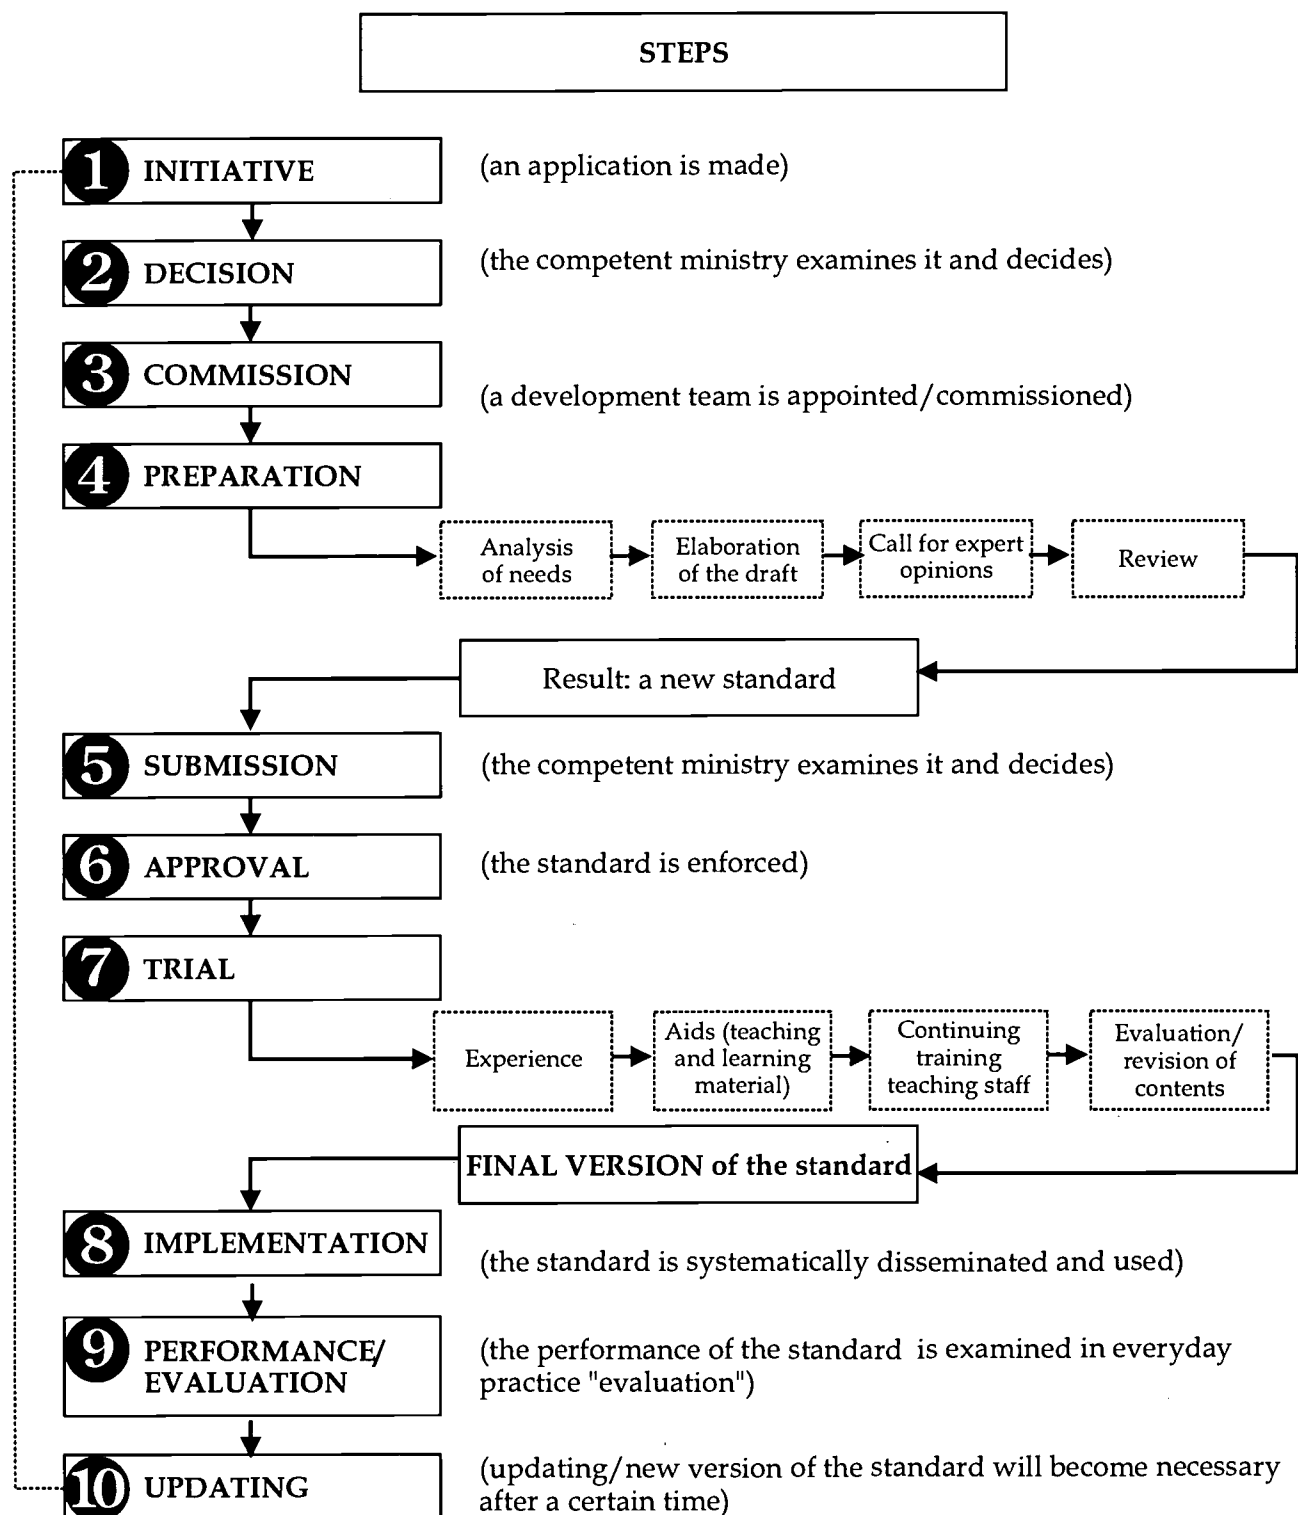 STEPS
1 INITIATIVE
(an application is made)
2 DECISION
(the competent ministry examines it and decides)
3 COMMISSION
(a development team is appointed/commissioned)
4 PREPARATION
Analysis
of needs
Elaboration
of the draft
Call for expert
opinions
Review
Result: a new standard
5 SUBMISSION
(the competent ministry examines it and decides)
6 APPROVAL
(the standard is enforced)
7 TRIAL
Experience
Aids (teaching
and learning
material)
Continuing
training
teaching staff
Evaluation/
revision of
contents
FINAL VERSION of the standard
8 IMPLEMENTATION
(the standard is systematically disseminated and used)
9 PERFORMANCE/
EVALUATION
(the performance of the standard is examined in everyday
practice "evaluation")
10 UPDATING
(updating/new version of the standard will become necessary
after a certain time)